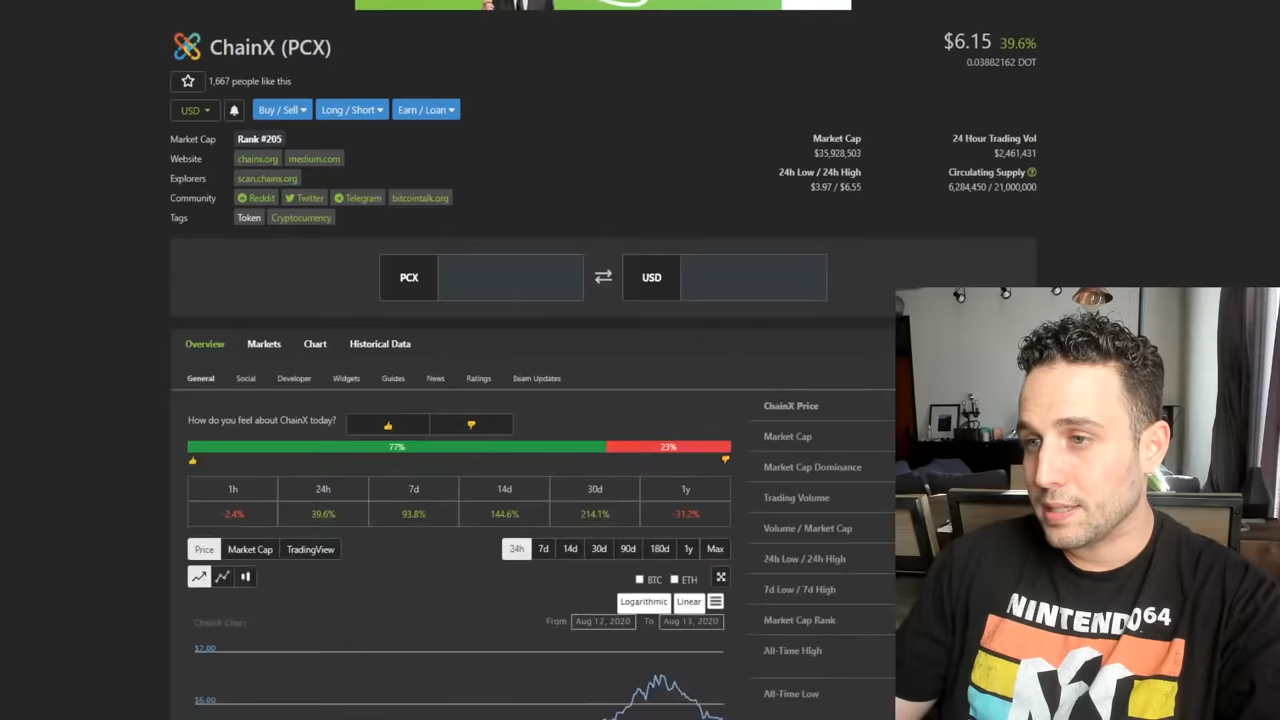 ChainX (PCX)
$6.15 39.6%
0.03882162 DOT
1,667 people like this
USD Buy / Sell Long / Short Earn / Loan
Market Cap Rank #205
Website chainx.org medium.com
Explorers scan.chainx.org
Community Reddit Twitter Telegram bitcointalk.org
Tags Token Cryptocurrency
Market Cap 24 Hour Trading Vol
$35,928,503 $2,461,431
24h Low / 24h High Circulating Supply
$3.97 / $6.55 6,284,450 / 21,000,000
PCX USD
Overview Markets Chart Historical Data
General Social Developer Widgets Guides News Ratings Beam Updates
How do you feel about ChainX today?
77% 23%
1h 24h 7d 14d 30d 1y
-2.4% 39.6% 93.8% 144.6% 214.1% -31.2%
Price Market Cap TradingView 24h 7d 14d 30d 90d 180d 1y Max
BTC ETH
Logarithmic Linear
ChainX Chart From Aug 12, 2020 To Aug 13, 2020
$7.00
$6.00
ChainX Price
Market Cap
Market Cap Dominance
Trading Volume
Volume / Market Cap
24h Low / 24h High
7d Low / 7d High
Market Cap Rank
All-Time High
All-Time Low
NINTENDO64